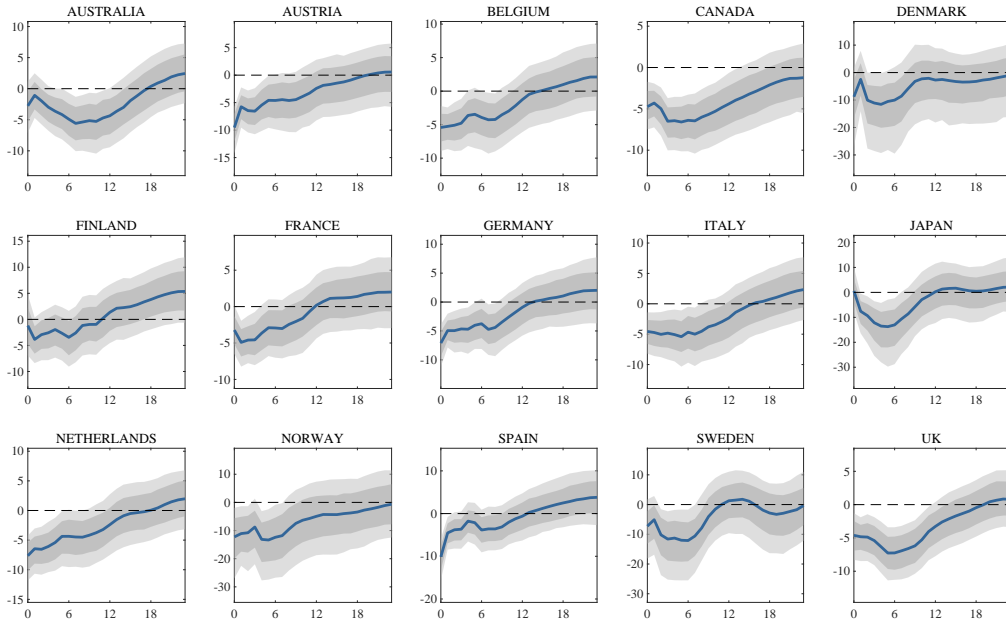 AUSTRALIA AUSTRIA BELGIUM CANADA DENMARK
10 5 0 -5 -10
5 0 -5 -10 -15
10 5 0 -5 -10
5 0 -5 -10
20 10 0 -10 -20 -30
0 6 12 18 0 6 12 18 0 6 12 18 0 6 12 18 0 6 12 18
FINLAND FRANCE GERMANY ITALY JAPAN
15 10 5 0 -5 -10
5 0 -5 -10
10 5 0 -5 -10
10 5 0 -5 -10
20 10 0 -10 -20 -30
0 6 12 18 0 6 12 18 0 6 12 18 0 6 12 18 0 6 12 18
NETHERLANDS NORWAY SPAIN SWEDEN UK
10 5 0 -5 -10 -15
10 0 -10 -20 -30
10 0 -10 -20
10 0 -10 -20 -30
5 0 -5 -10
0 6 12 18 0 6 12 18 0 6 12 18 0 6 12 18 0 6 12 18